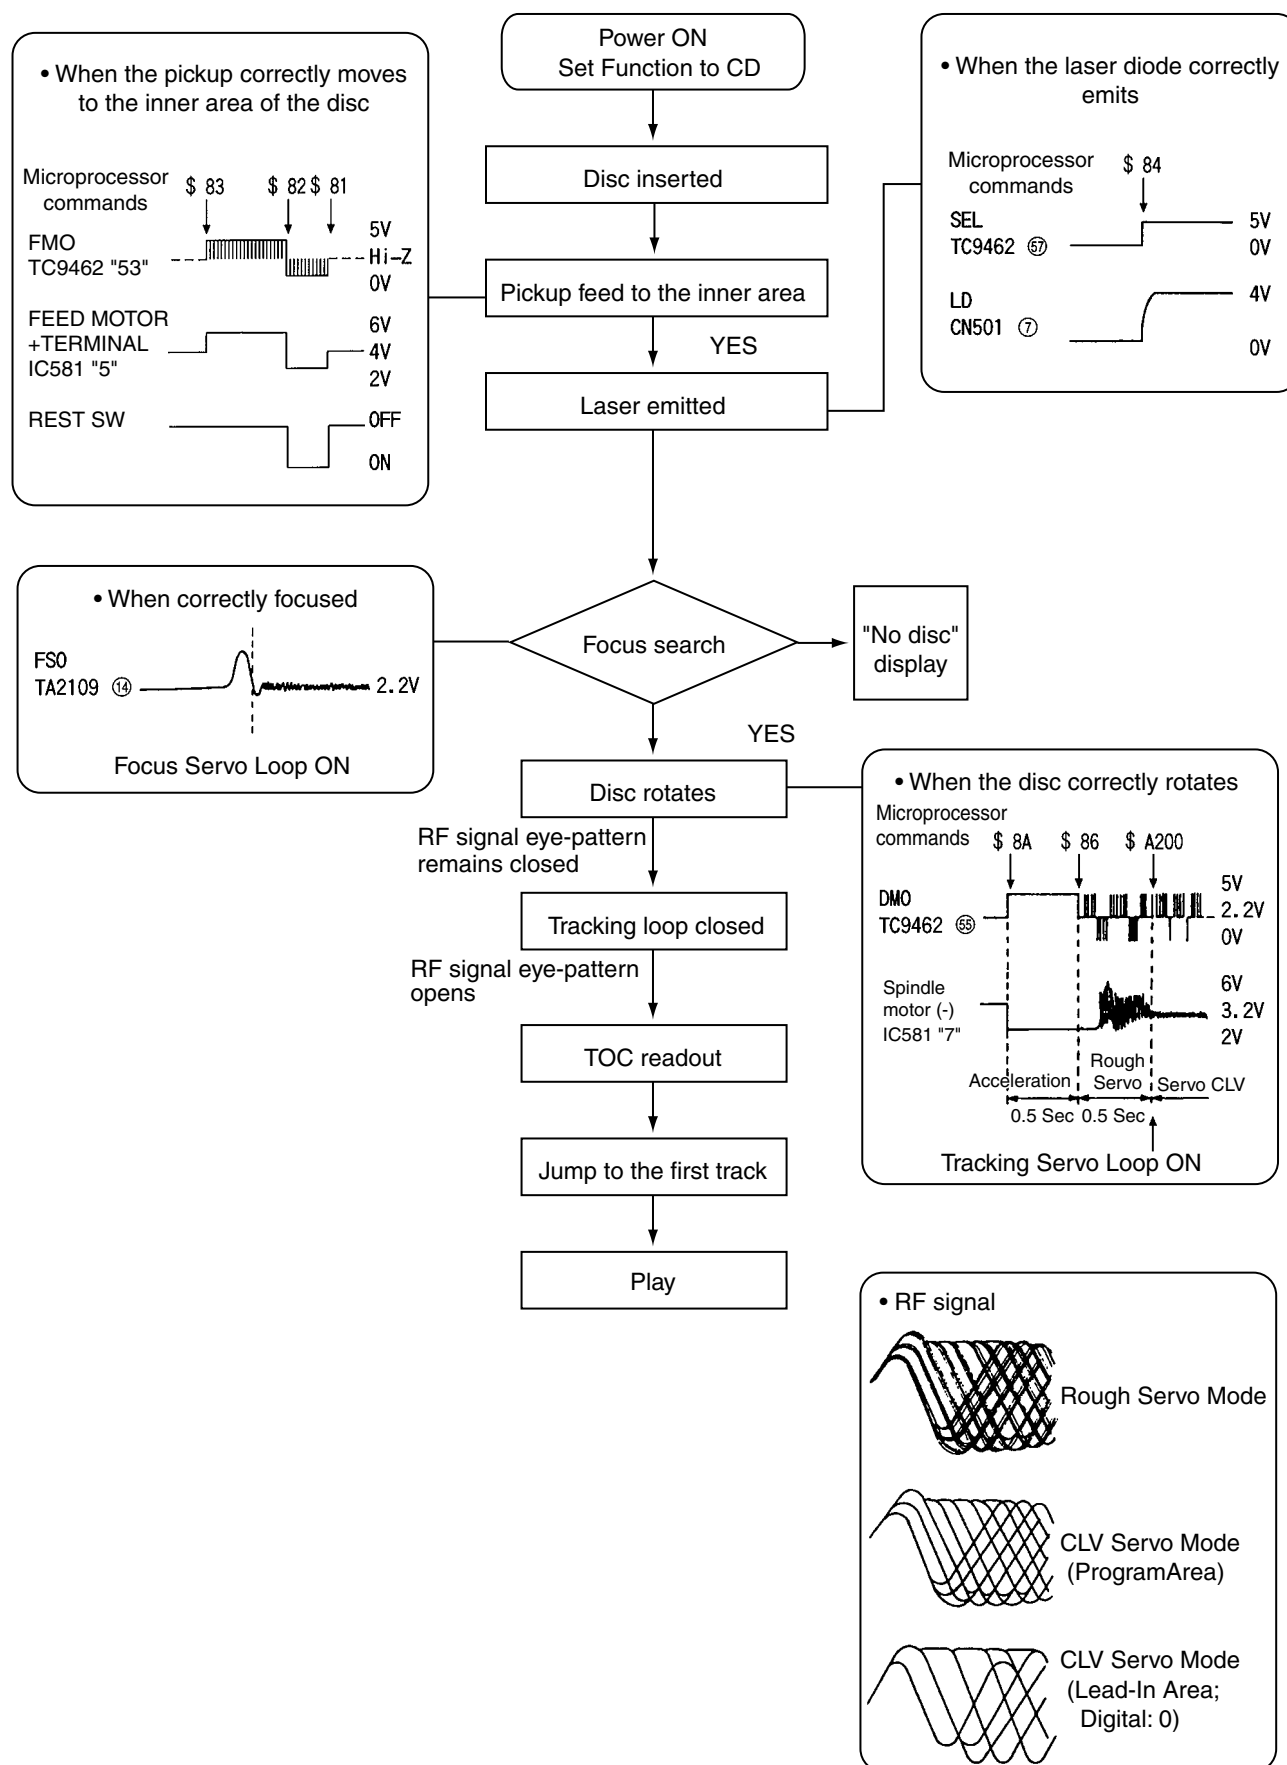 Power ON
Set Function to CD
• When the pickup correctly moves
to the inner area of the disc
Microprocessor
commands
$ 83
$ 82
$ 81
FMO
TC9462 "53"
5V
Hi-Z
0V
FEED MOTOR
+TERMINAL
IC581 "5"
6V
4V
2V
REST SW
OFF
ON
• When the laser diode correctly
emits
Microprocessor
commands
$ 84
SEL
TC9462 57
5V
0V
LD
CN501 7
4V
0V
Disc inserted
Pickup feed to the inner area
YES
Laser emitted
• When correctly focused
FSO
TA2109 14
2.2V
Focus Servo Loop ON
Focus search
"No disc"
display
YES
Disc rotates
RF signal eye-pattern
remains closed
Tracking loop closed
RF signal eye-pattern
opens
TOC readout
Jump to the first track
Play
• When the disc correctly rotates
Microprocessor
commands
$ 8A
$ 86
$ A200
DMO
TC9462 55
5V
2.2V
0V
Spindle
motor (-)
IC581 "7"
6V
3.2V
2V
Acceleration
Rough
Servo
Servo CLV
0.5 Sec
0.5 Sec
Tracking Servo Loop ON
• RF signal
Rough Servo Mode
CLV Servo Mode
(ProgramArea)
CLV Servo Mode
(Lead-In Area;
Digital: 0)